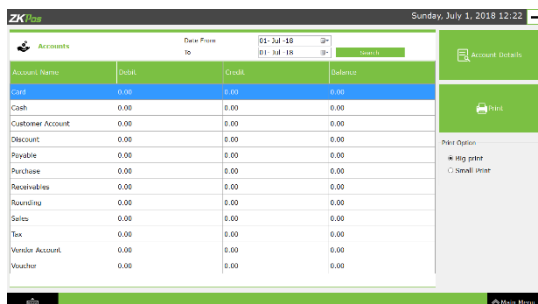 ZKPos
Sunday, July 1, 2018 12:22
Accounts
Date From 01- Jul -18
To 01- Jul -18 Search
Account Details
Account Name Debit Credit Balance
Card 0.00 0.00 0.00
Cash 0.00 0.00 0.00
Customer Account 0.00 0.00 0.00
Discount 0.00 0.00 0.00
Payable 0.00 0.00 0.00
Purchase 0.00 0.00 0.00
Receivables 0.00 0.00 0.00
Rounding 0.00 0.00 0.00
Sales 0.00 0.00 0.00
Tax 0.00 0.00 0.00
Vendor Account 0.00 0.00 0.00
Voucher 0.00 0.00 0.00
Print
Print Option
Big print
Small Print
Main Menu